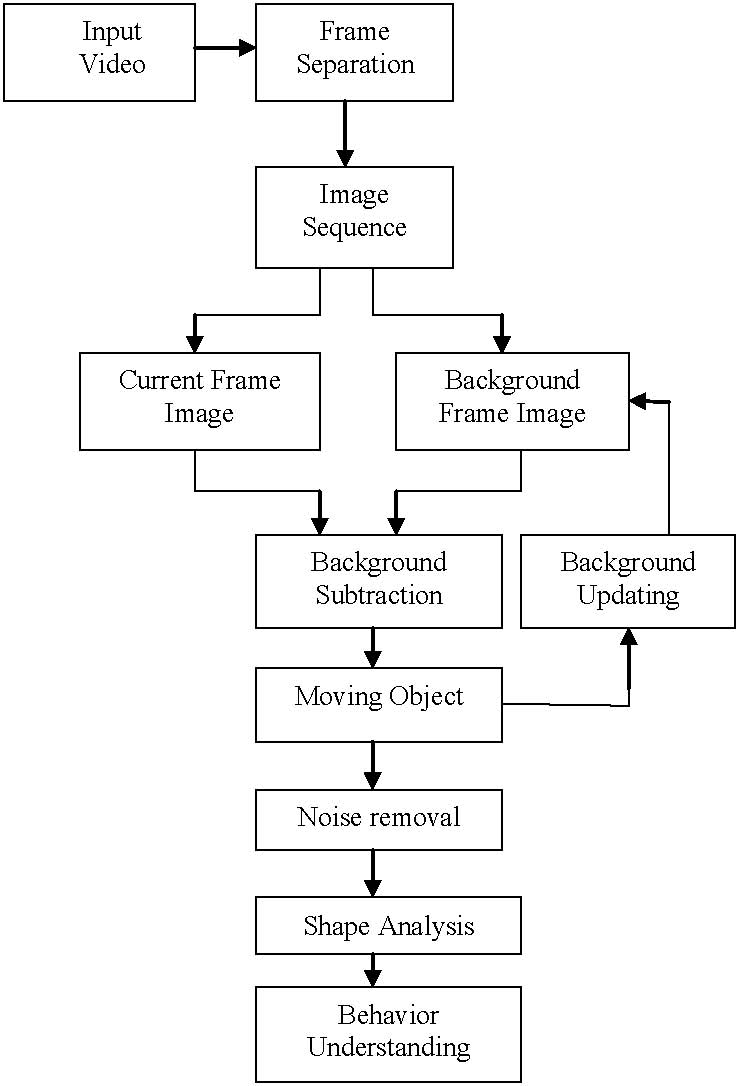 Input
Video
Frame
Separation
Image
Sequence
Current Frame
Image
Background
Frame Image
Background
Subtraction
Background
Updating
Moving Object
Noise removal
Shape Analysis
Behavior
Understanding